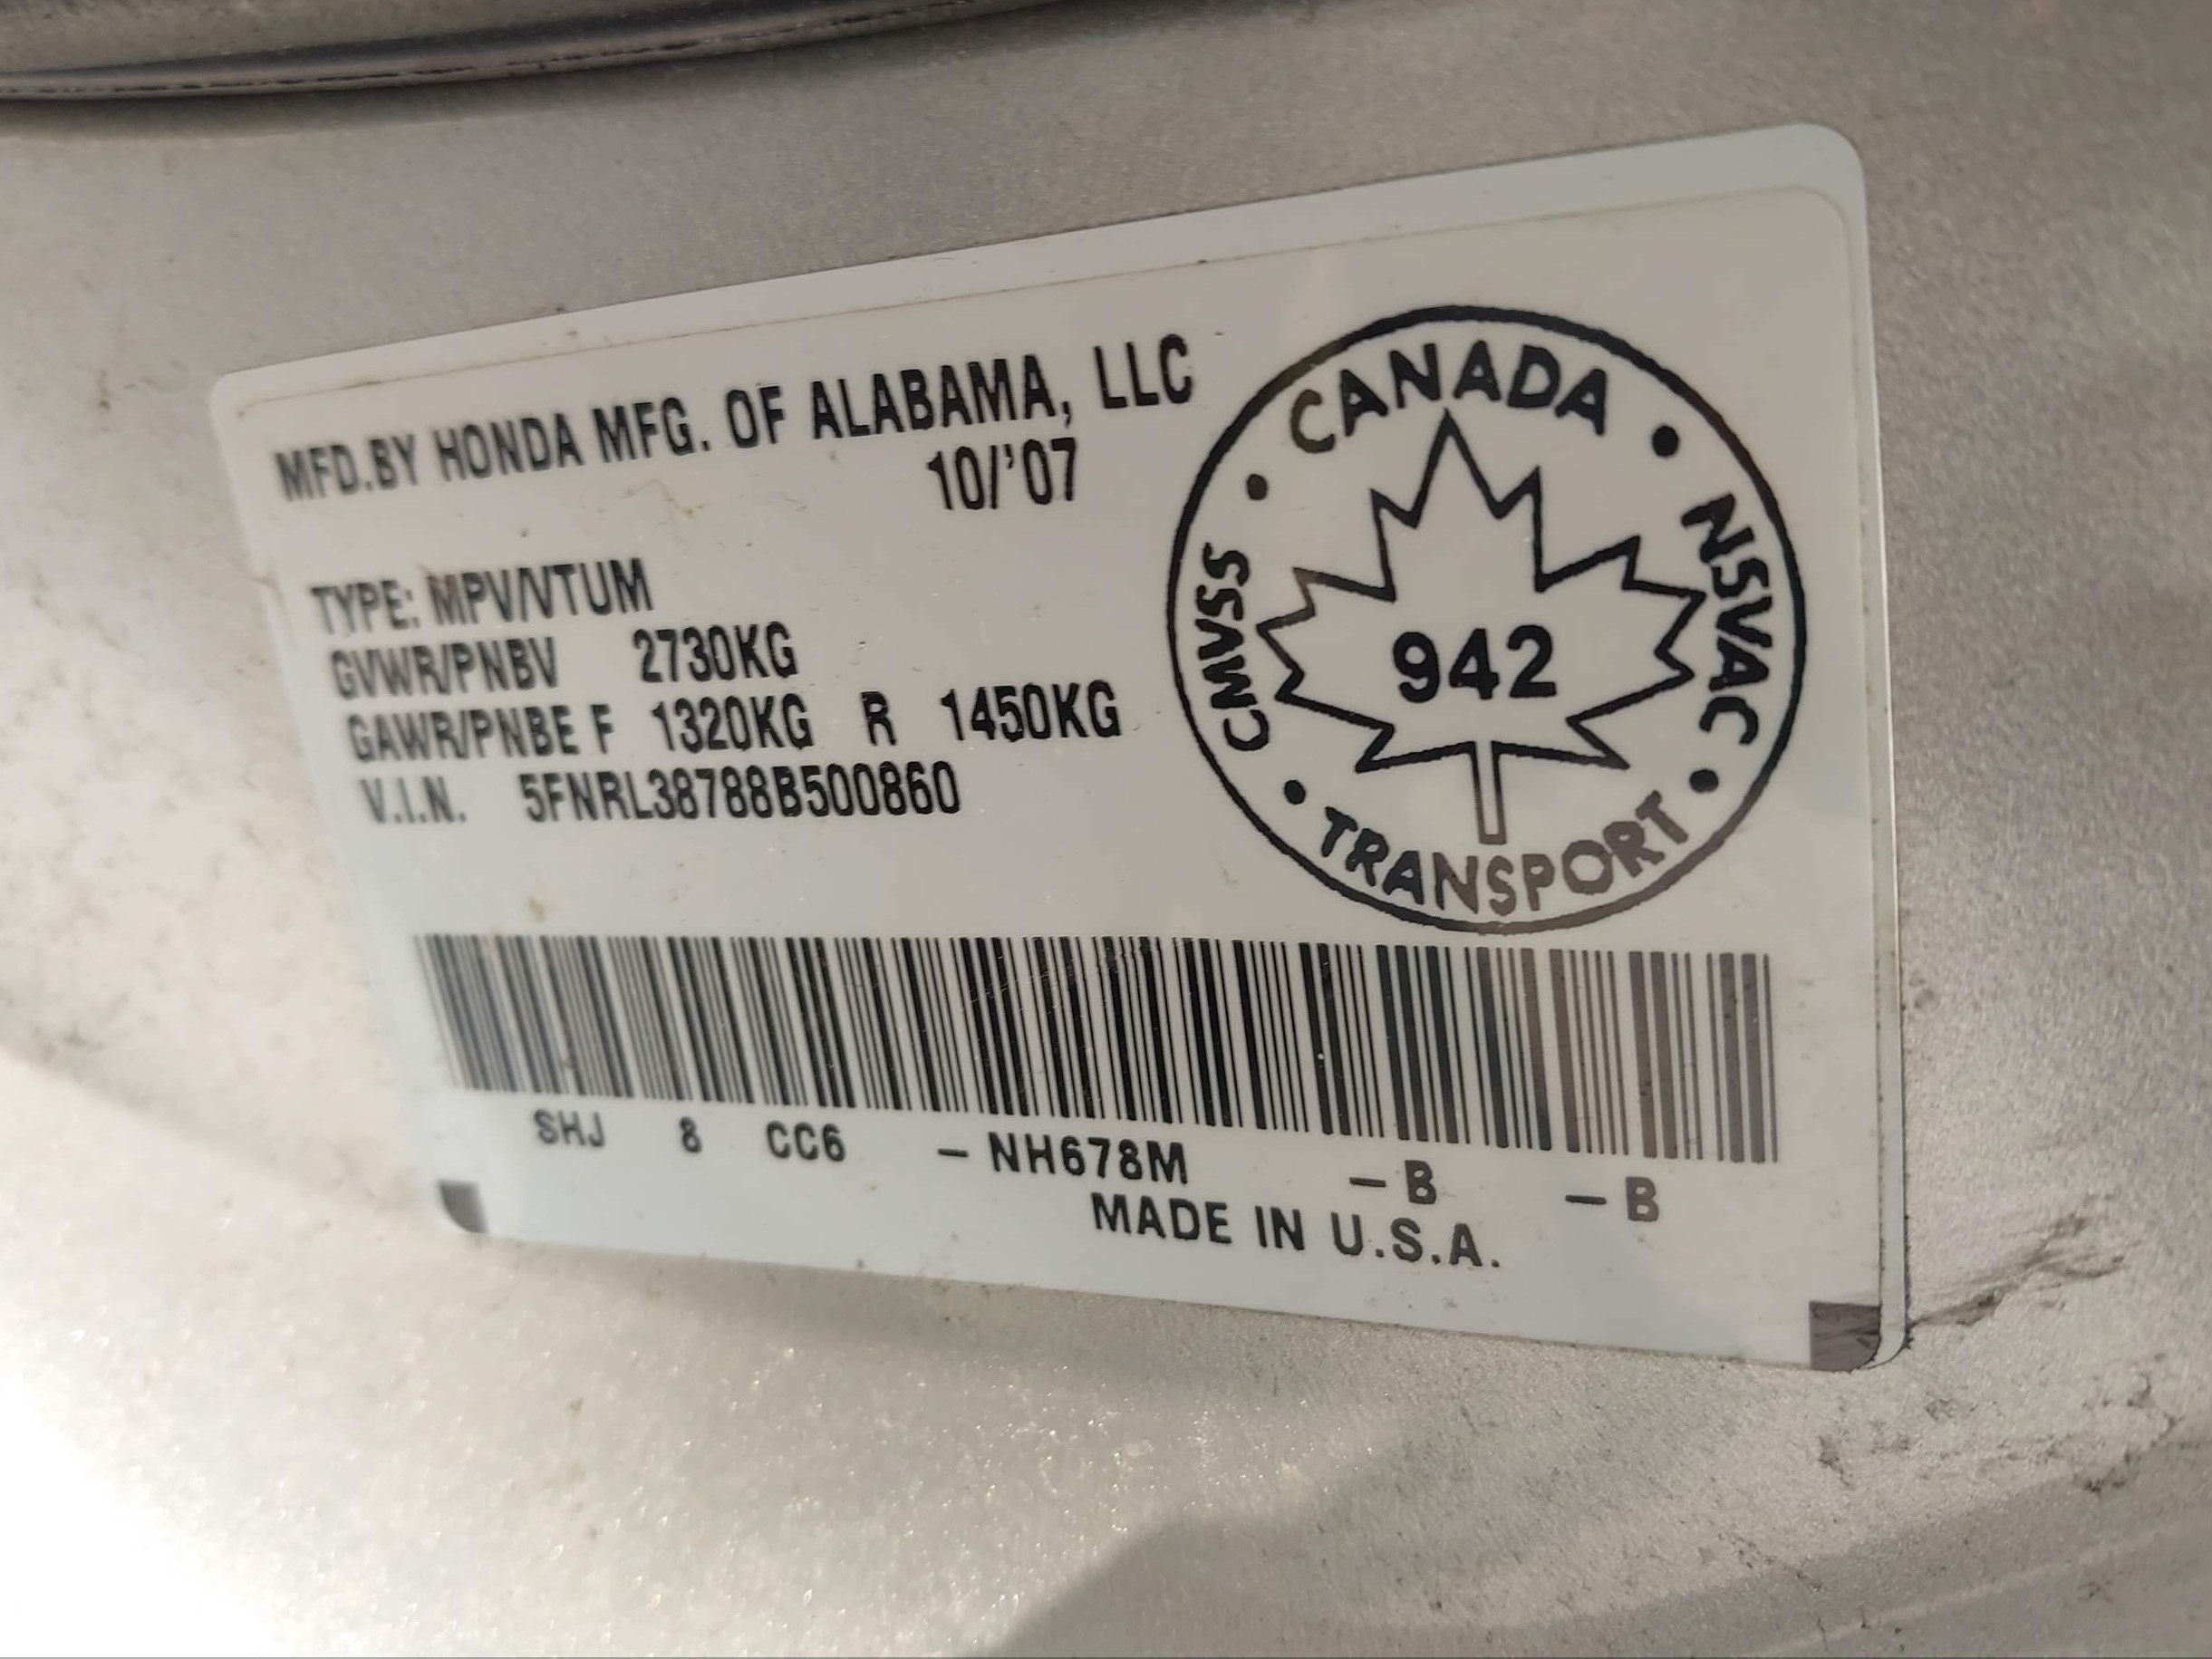 MFD.BY HONDA MFG. OF ALABAMA, LLC
10/'07
TYPE: MPV/VTUM
GVWR/PNBV 2730KG
GAWR/PNBE F 1320KG R 1450KG
V.I.N. 5FNRL38788B500860
CANADA • NSVAC • TRANSPORT • CMVSS •
942
SHJ 8 CC6 – NH678M – B – B
MADE IN U.S.A.